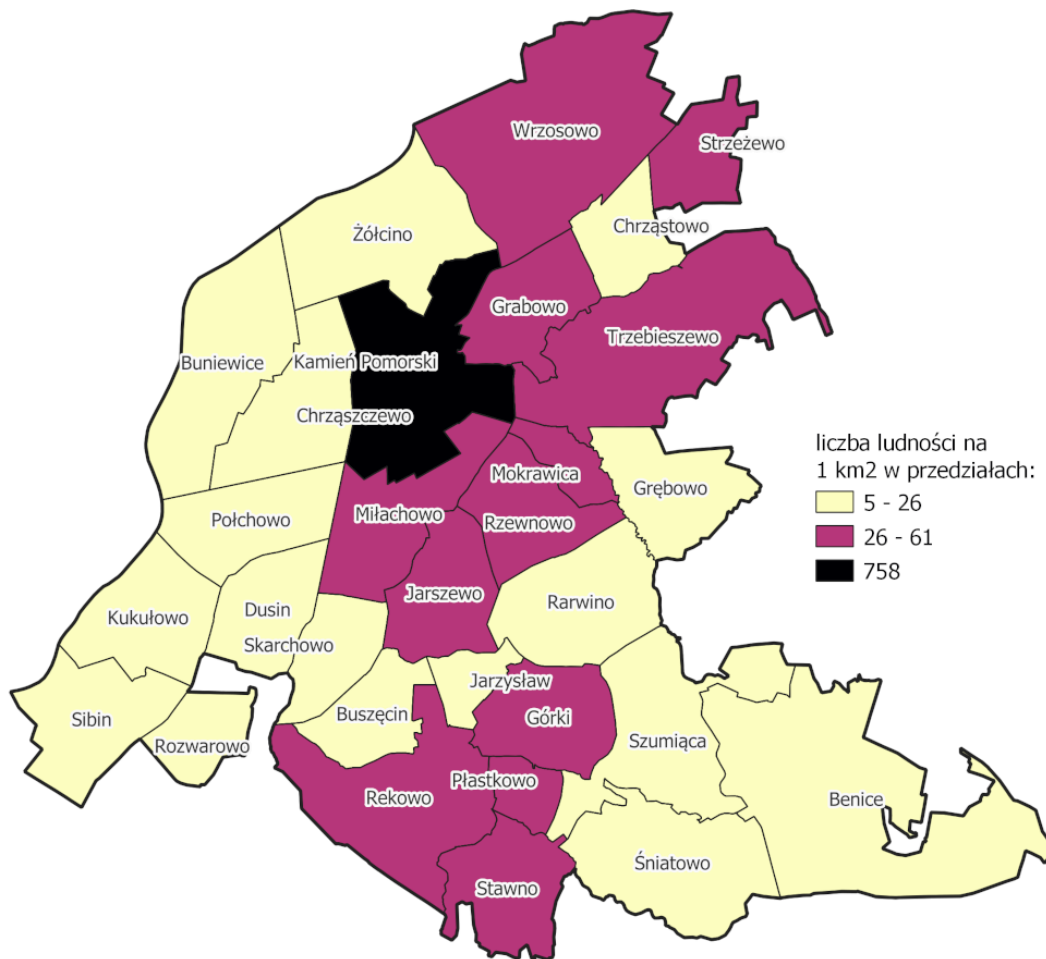 Wrzosowo
Strzeżewo
Chrząstowo
Żółcino
Grabowo
Trzebieszewo
Buniewice
Kamień Pomorski
Chrząszczewo
liczba ludności na
1 km2 w przedziałach:
5 - 26
26 - 61
758
Mokrawica
Grębowo
Połchowo
Miłachowo
Rzewnowo
Jarszewo
Rarwino
Dusin
Kukułowo
Skarchowo
Jarzysław
Buszęcin
Górki
Sibin
Rozwarowo
Szumiąca
Płastkowo
Rekowo
Benice
Śniatowo
Stawno